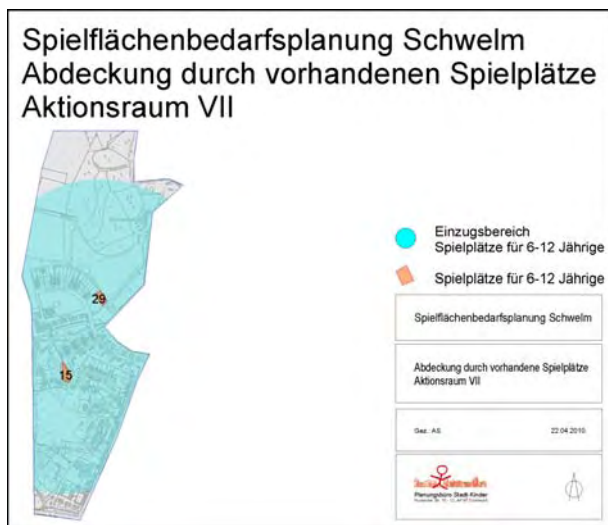 Spielflächenbedarfsplanung Schwelm
Abdeckung durch vorhandenen Spielplätze
Aktionsraum VII
Einzugsbereich
Spielplätze für 6-12 Jährige
Spielplätze für 6-12 Jährige
29
15
Spielflächenbedarfsplanung Schwelm
Abdeckung durch vorhandene Spielplätze
Aktionsraum VII
Gez.: AS
22.04.2010
Planungsbüro Stadt-Kinder